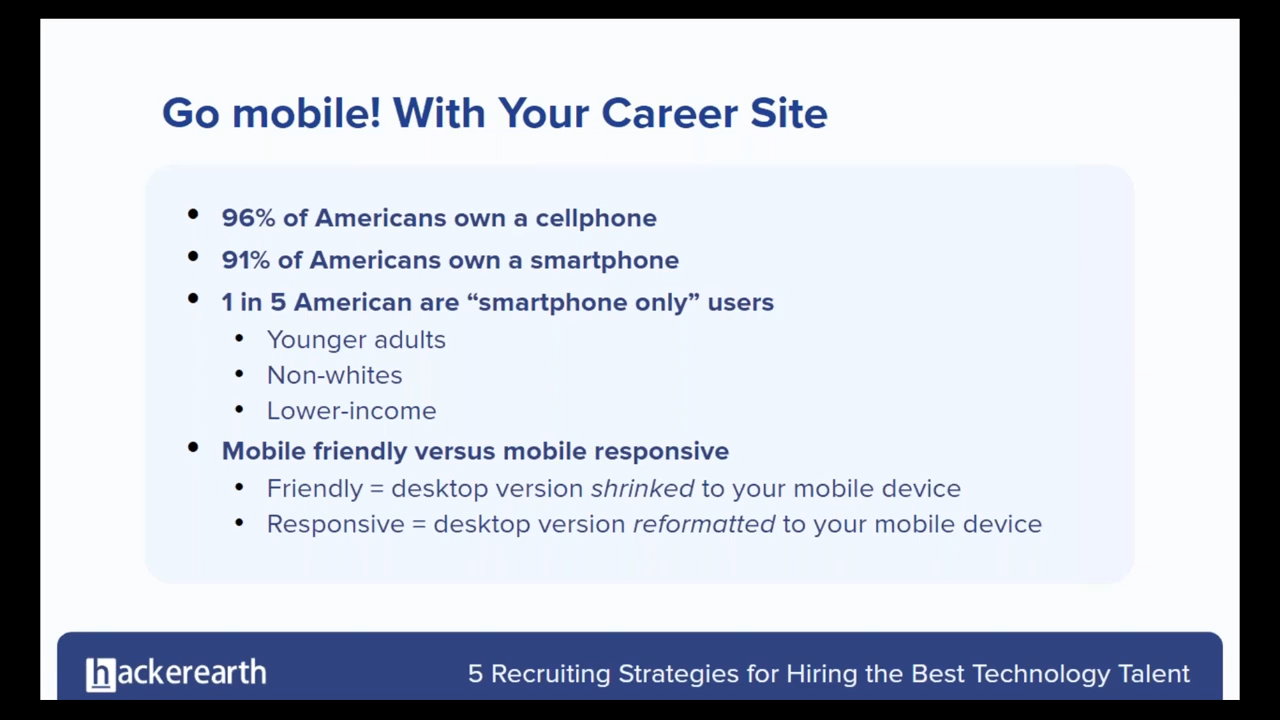 Go mobile! With Your Career Site
• 96% of Americans own a cellphone
• 91% of Americans own a smartphone
• 1 in 5 American are “smartphone only” users
• Younger adults
• Non-whites
• Lower-income
• Mobile friendly versus mobile responsive
• Friendly = desktop version shrinked to your mobile device
• Responsive = desktop version reformatted to your mobile device
hackerearth
5 Recruiting Strategies for Hiring the Best Technology Talent